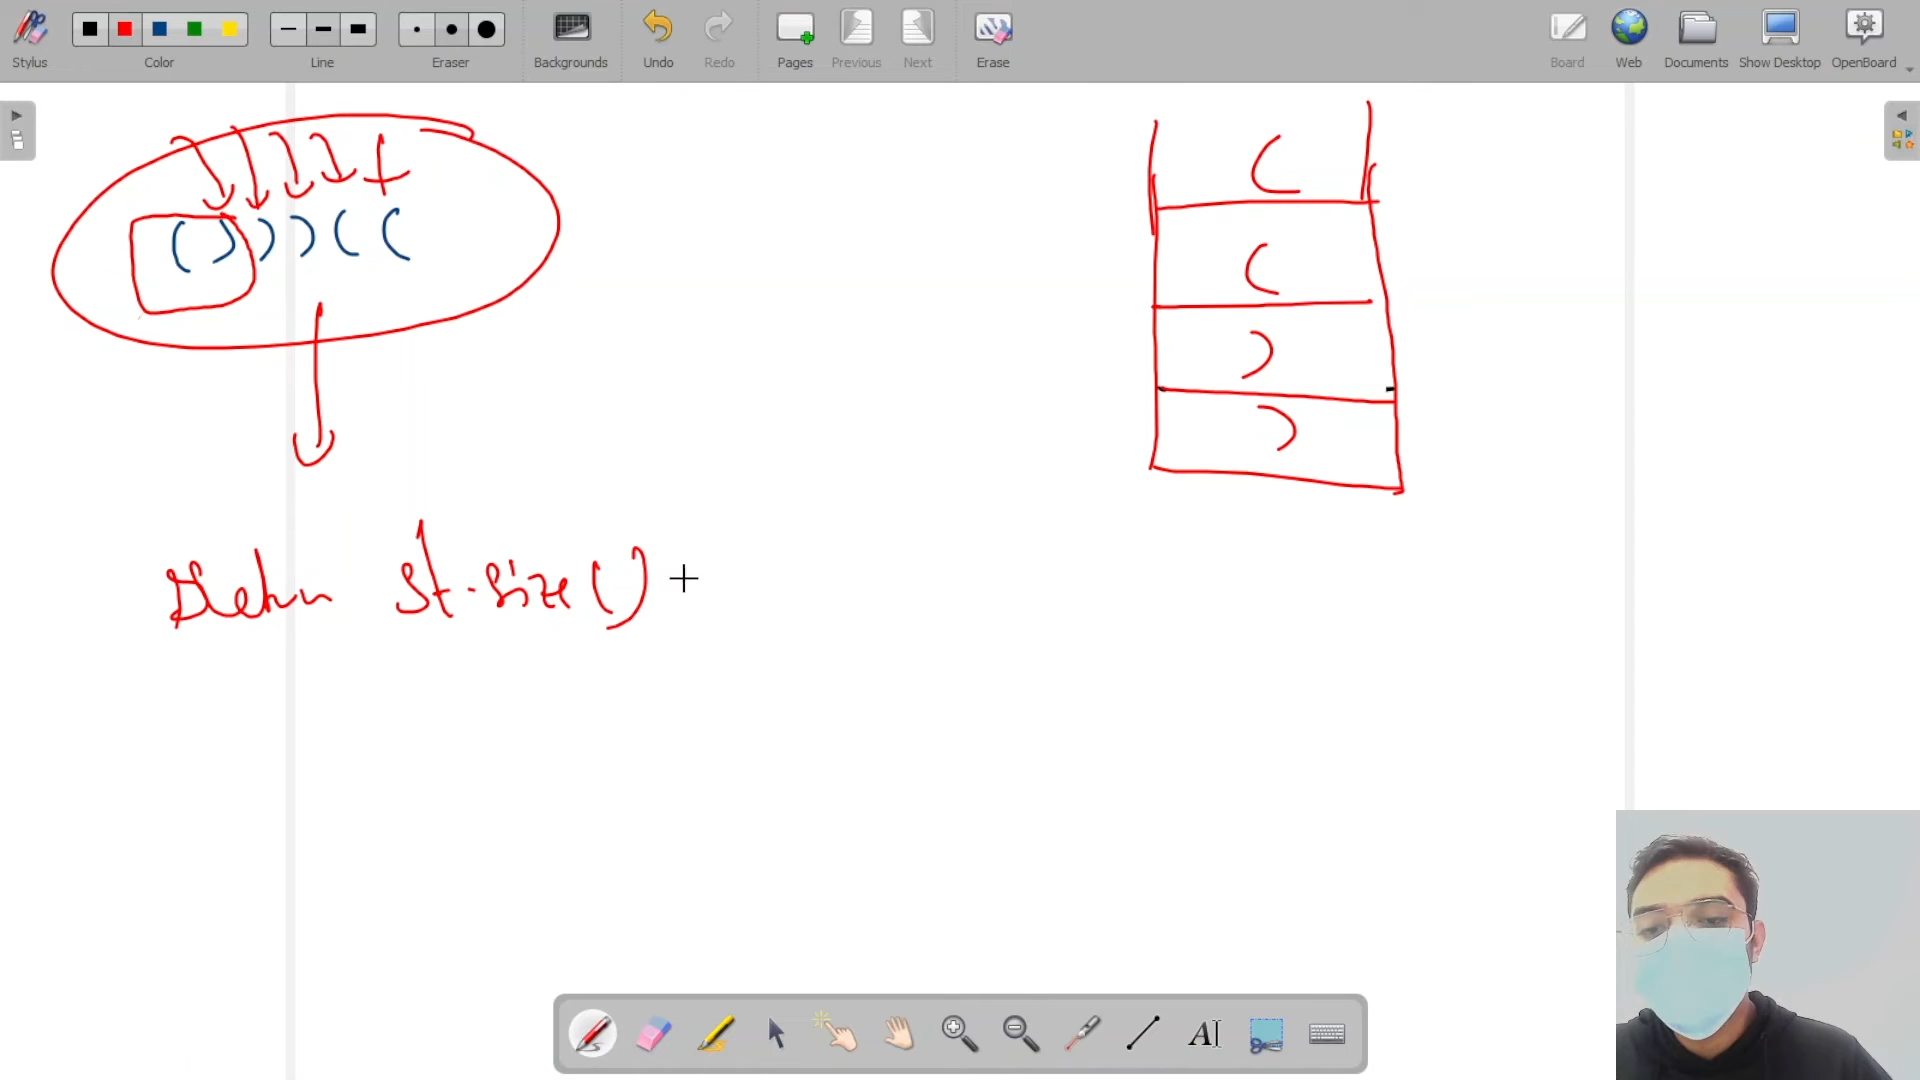 Stylus
Color
Line
Eraser
Backgrounds
Undo
Redo
Pages
Previous
Next
Erase
Board
Web
Documents
Show Desktop
OpenBoard
( ) ) ) ( (
(
(
)
)
Return St.size()
A